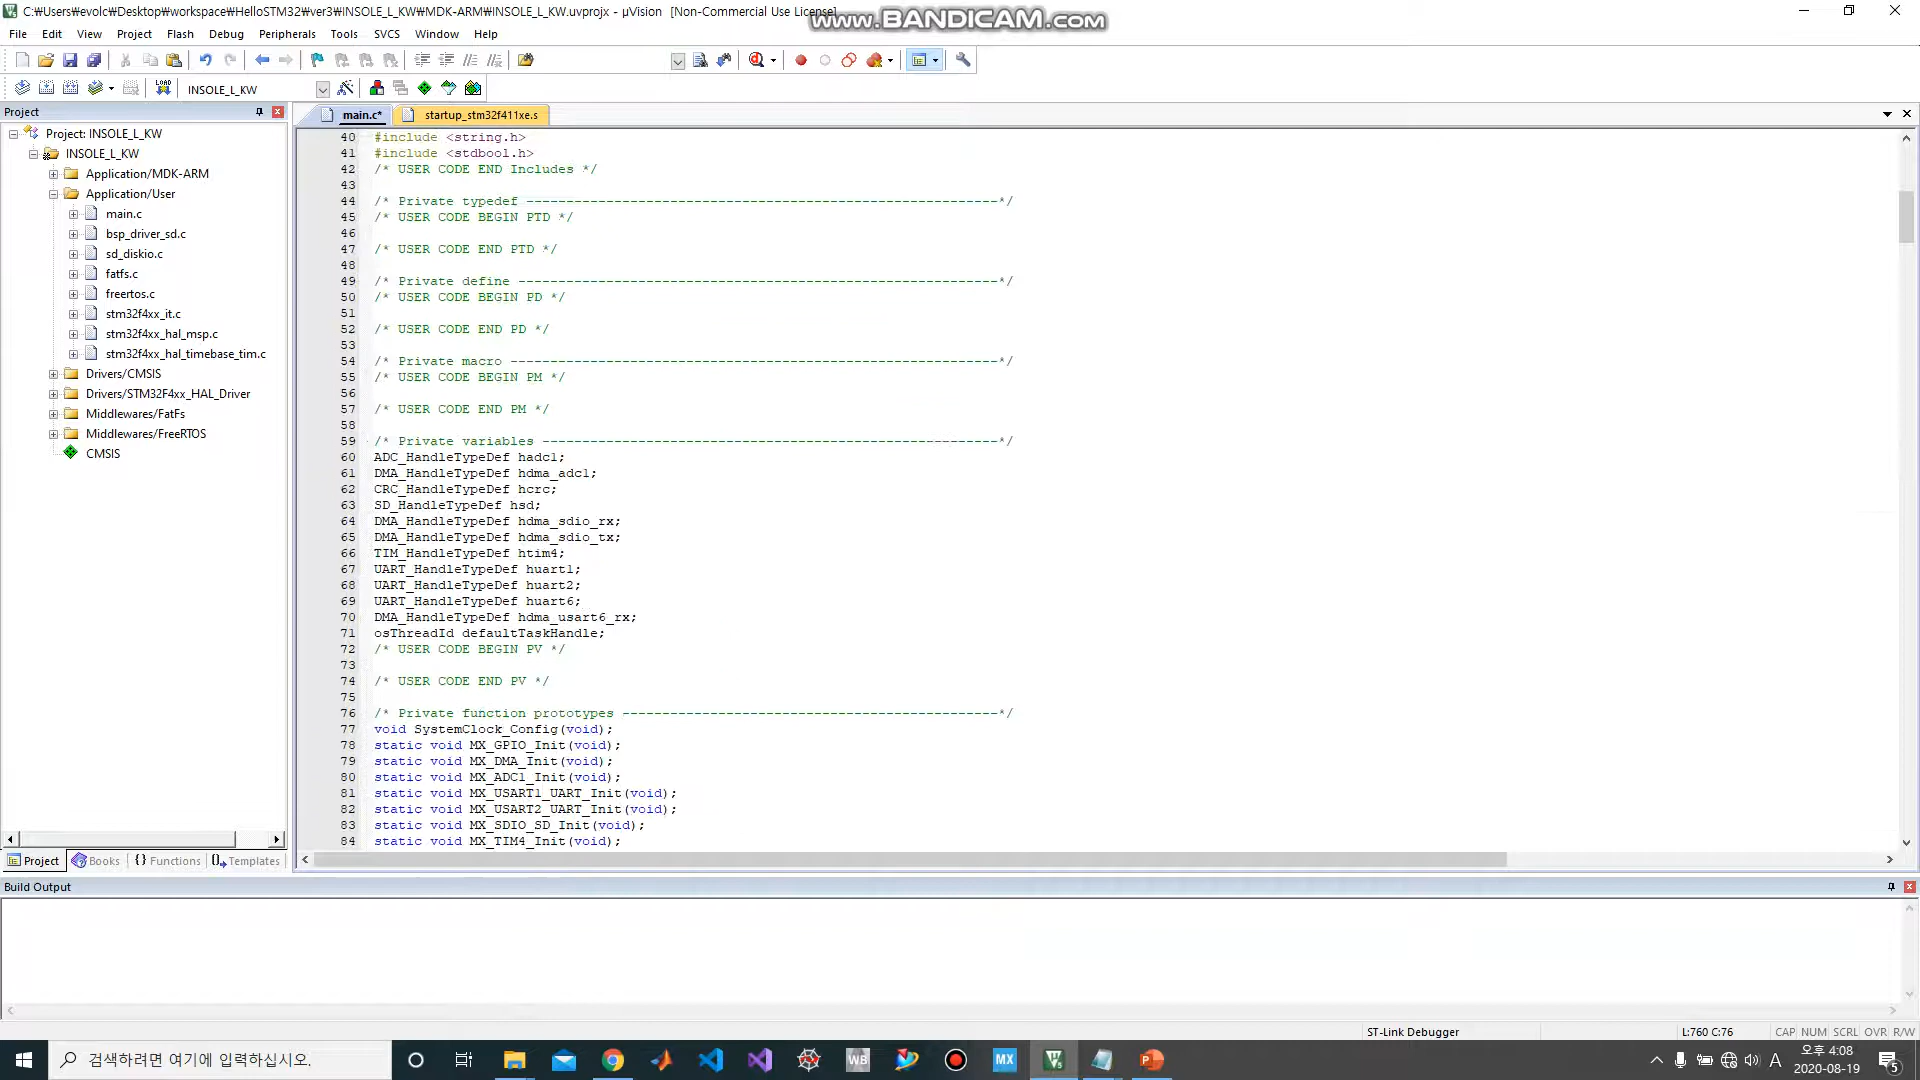 C:₩Users₩evolc₩Desktop₩workspace₩HelloSTM32₩ver3₩INSOLE_L_KW₩MDK-ARM₩INSOLE_L_KW.uvprojx - µVision [Non-Commercial Use License]
www.BANDICAM.com
File Edit View Project Flash Debug Peripherals Tools SVCS Window Help
LOAD INSOLE_L_KW
Project
main.c* startup_stm32f411xe.s
Project: INSOLE_L_KW
INSOLE_L_KW
Application/MDK-ARM
Application/User
main.c
bsp_driver_sd.c
sd_diskio.c
fatfs.c
freertos.c
stm32f4xx_it.c
stm32f4xx_hal_msp.c
stm32f4xx_hal_timebase_tim.c
Drivers/CMSIS
Drivers/STM32F4xx_HAL_Driver
Middlewares/FatFs
Middlewares/FreeRTOS
CMSIS
40 #include <string.h>
41 #include <stdbool.h>
42 /* USER CODE END Includes */
43
44 /* Private typedef -----------------------------------------------------------*/
45 /* USER CODE BEGIN PTD */
46
47 /* USER CODE END PTD */
48
49 /* Private define ------------------------------------------------------------*/
50 /* USER CODE BEGIN PD */
51
52 /* USER CODE END PD */
53
54 /* Private macro -------------------------------------------------------------*/
55 /* USER CODE BEGIN PM */
56
57 /* USER CODE END PM */
58
59 /* Private variables ---------------------------------------------------------*/
60 ADC_HandleTypeDef hadc1;
61 DMA_HandleTypeDef hdma_adc1;
62 CRC_HandleTypeDef hcrc;
63 SD_HandleTypeDef hsd;
64 DMA_HandleTypeDef hdma_sdio_rx;
65 DMA_HandleTypeDef hdma_sdio_tx;
66 TIM_HandleTypeDef htim4;
67 UART_HandleTypeDef huart1;
68 UART_HandleTypeDef huart2;
69 UART_HandleTypeDef huart6;
70 DMA_HandleTypeDef hdma_usart6_rx;
71 osThreadId defaultTaskHandle;
72 /* USER CODE BEGIN PV */
73
74 /* USER CODE END PV */
75
76 /* Private function prototypes -----------------------------------------------*/
77 void SystemClock_Config(void);
78 static void MX_GPIO_Init(void);
79 static void MX_DMA_Init(void);
80 static void MX_ADC1_Init(void);
81 static void MX_USART1_UART_Init(void);
82 static void MX_USART2_UART_Init(void);
83 static void MX_SDIO_SD_Init(void);
84 static void MX_TIM4_Init(void);
Project Books {} Functions Templates
Build Output
ST-Link Debugger L:760 C:76 CAP NUM SCRL OVR R/W
검색하려면 여기에 입력하십시오.
WB
MX
A
오후 4:08
2020-08-19
5